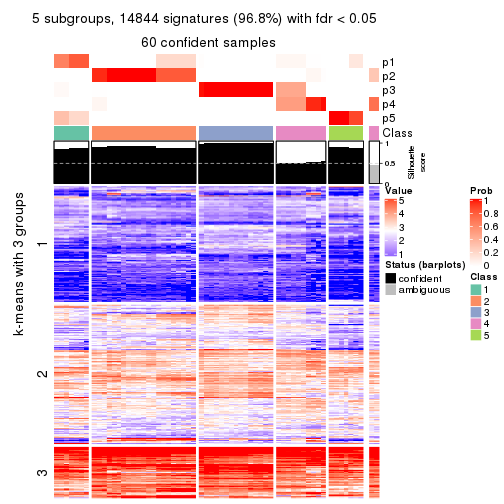 5 subgroups, 14844 signatures (96.8%) with fdr < 0.05
60 confident samples
p1
p2
p3
p4
p5
Class
1
0.5
0
Silhouette
score
k-means with 3 groups
1
2
3
Value
5
4
3
2
1
Status (barplots)
confident
ambiguous
Prob
1
0.8
0.6
0.4
0.2
0
Class
1
2
3
4
5